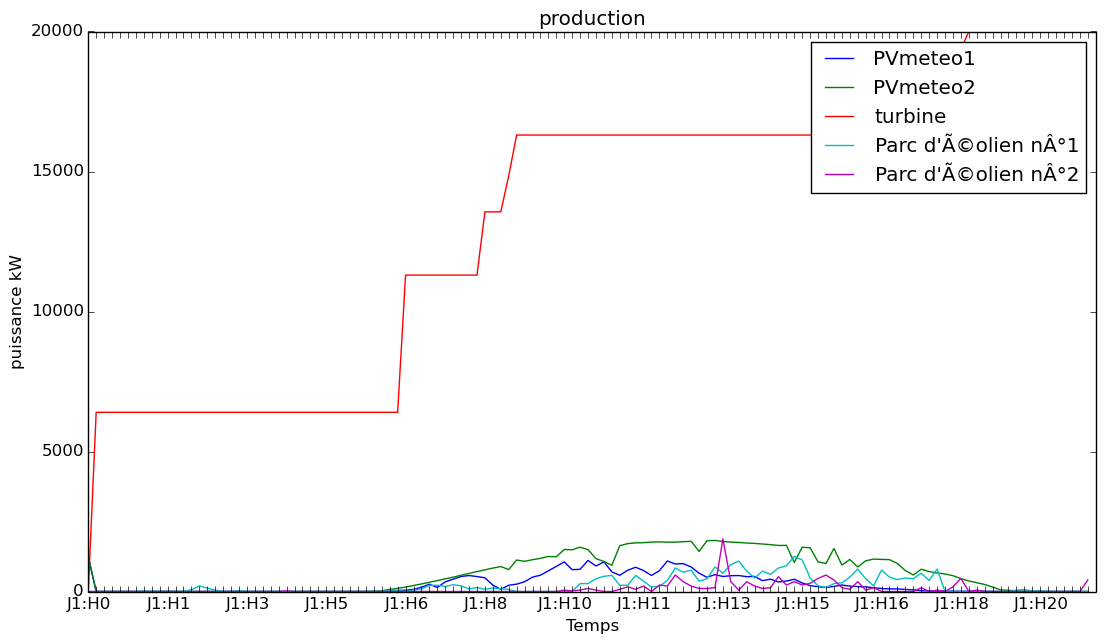 production
20000
15000
10000
5000
0
puissance kW
PVmeteo1
PVmeteo2
turbine
Parc d'Ã©olien nÂ°1
Parc d'Ã©olien nÂ°2
J1:H0 J1:H1 J1:H3 J1:H5 J1:H6 J1:H8 J1:H10 J1:H11 J1:H13 J1:H15 J1:H16 J1:H18 J1:H20
Temps